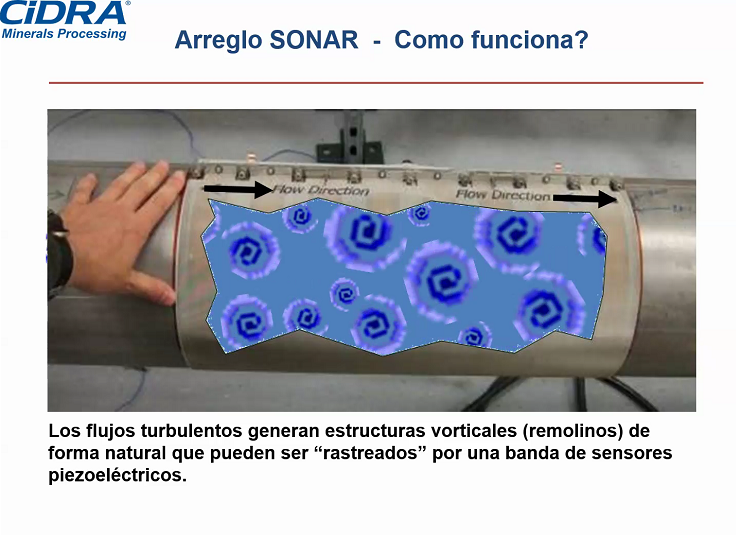 CiDRA®
Minerals Processing
Arreglo SONAR - Como funciona?
Flow Direction
Flow Direction
Los flujos turbulentos generan estructuras vorticales (remolinos) de
forma natural que pueden ser “rastreados” por una banda de sensores
piezoeléctricos.